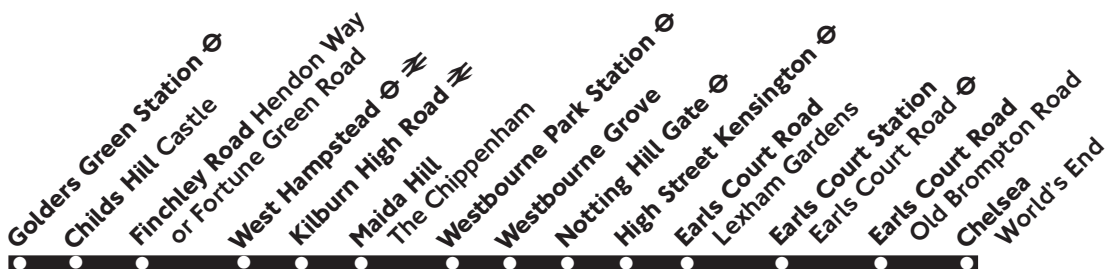 Golders Green Station
Childs Hill Castle
Finchley Road Hendon Way
or Fortune Green Road
West Hampstead
Kilburn High Road
Maida Hill
The Chippenham
Westbourne Park Station
Westbourne Grove
Notting Hill Gate
High Street Kensington
Earls Court Road
Lexham Gardens
Earls Court Station
Earls Court Road
Earls Court Road
Old Brompton Road
Chelsea
World's End